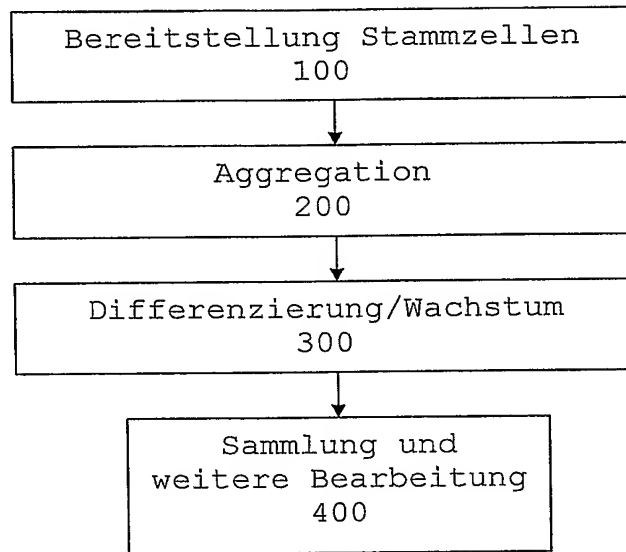 Bereitstellung Stammzellen
100
Aggregation
200
Differenzierung/Wachstum
300
Sammlung und
weitere Bearbeitung
400